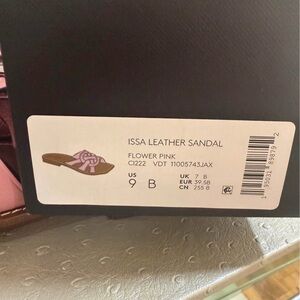 ISSA LEATHER SANDAL
FLOWER PINK
CI222 VDT 11005743JAX
US
9 B
UK 7 B
EUR 39.5B
CN 255 B